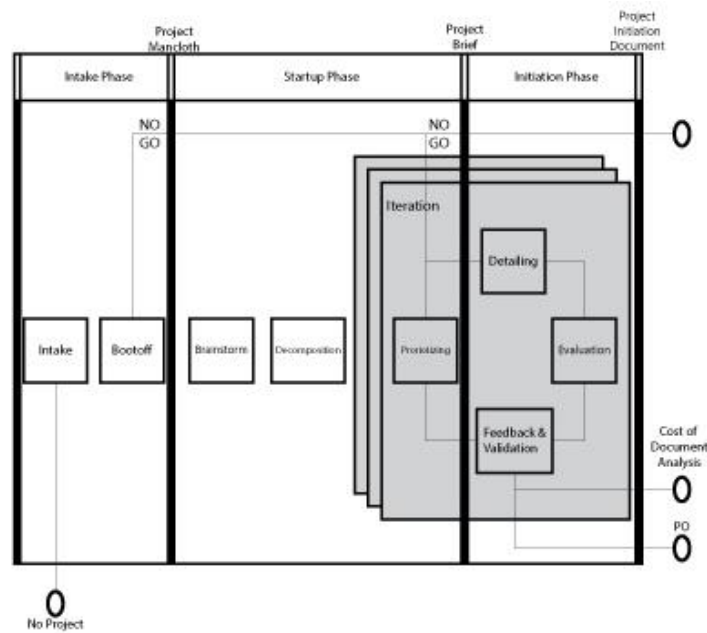 Project
Mancloth
Project
Brief
Project
Initiation
Document
Intake Phase
Startup Phase
Initiation Phase
NO
GO
NO
GO
Iteration
Detailing
Intake
Bootoff
Brainstorm
Decomposition
Proriotizing
Evaluation
Feedback &
Validation
Cost of
Document
Analysis
PO
No Project